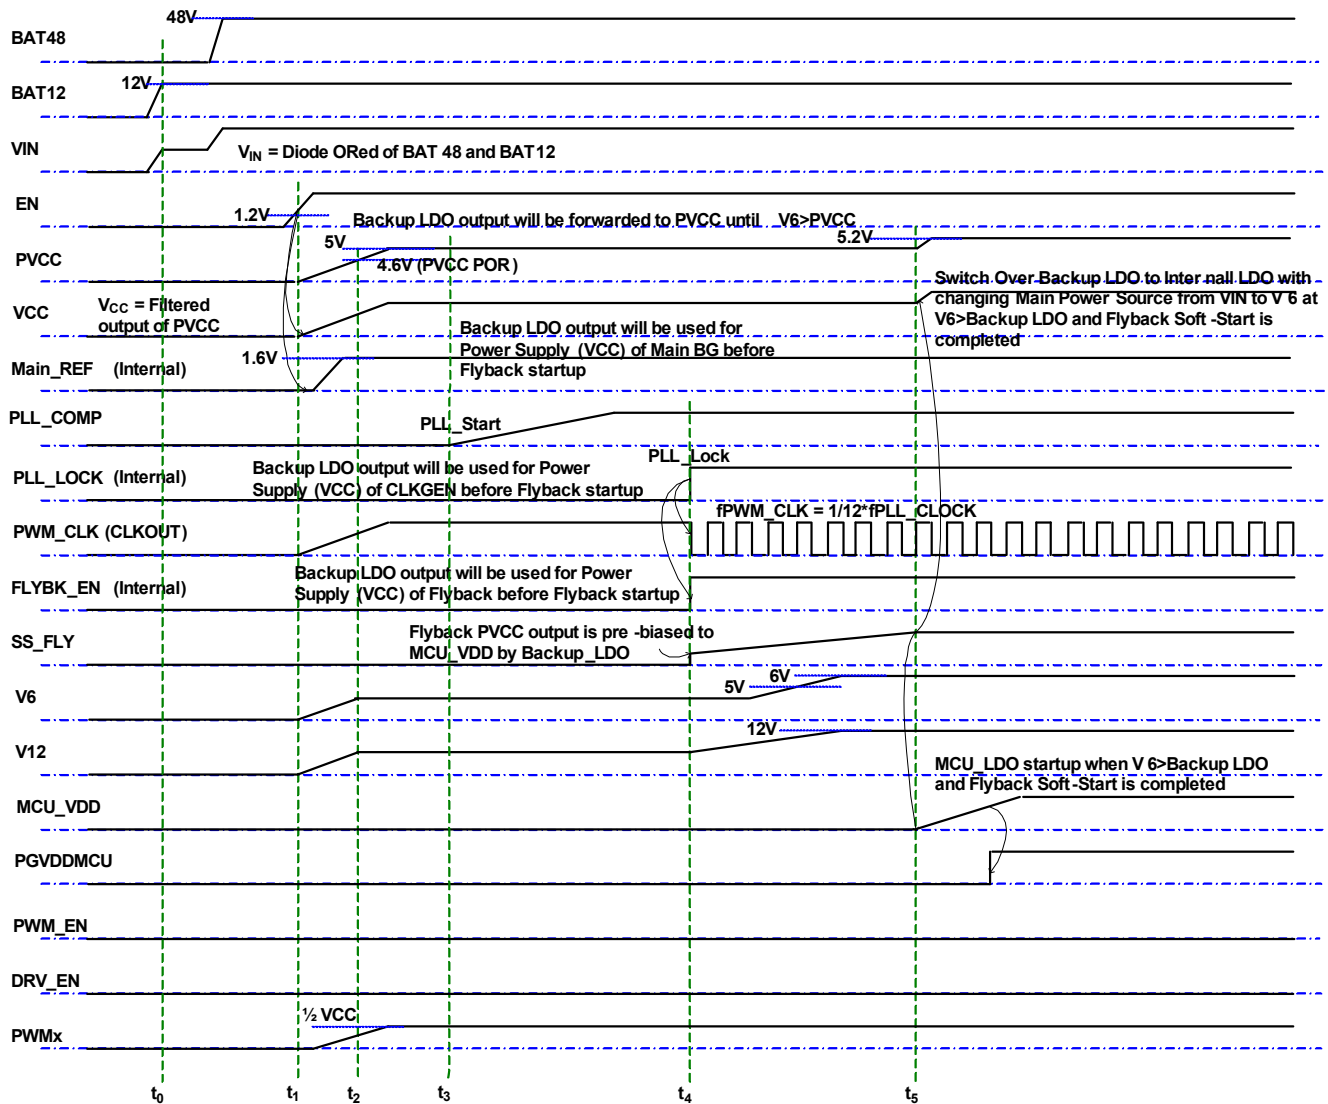 48V
BAT48
12V
BAT12
VIN
VIN = Diode ORed of BAT 48 and BAT12
EN
1.2V
Backup LDO output will be forwarded to PVCC until V6>PVCC
5V
5.2V
PVCC
4.6V (PVCC POR)
Switch Over Backup LDO to Inter nall LDO with
changing Main Power Source from VIN to V 6 at
V6>Backup LDO and Flyback Soft -Start is
completed
VCC
VCC = Filtered
output of PVCC
Backup LDO output will be used for
Power Supply (VCC) of Main BG before
Flyback startup
1.6V
Main_REF (Internal)
PLL_COMP
PLL_Start
PLL_Lock
PLL_LOCK (Internal)
Backup LDO output will be used for Power
Supply (VCC) of CLKGEN before Flyback startup
fPWM_CLK = 1/12*fPLL_CLOCK
PWM_CLK (CLKOUT)
Backup LDO output will be used for Power
Supply (VCC) of Flyback before Flyback startup
FLYBK_EN (Internal)
Flyback PVCC output is pre -biased to
MCU_VDD by Backup_LDO
SS_FLY
6V
5V
V6
12V
V12
MCU_LDO startup when V 6>Backup LDO
and Flyback Soft-Start is completed
MCU_VDD
PGVDDMCU
PWM_EN
DRV_EN
½ VCC
PWMx
t0 t1 t2 t3 t4 t5